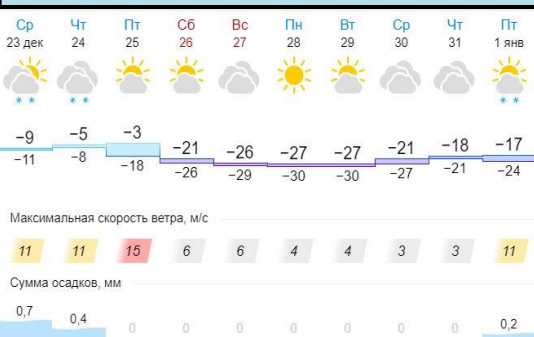 Ср Чт Пт Сб Вс Пн Вт Ср Чт Пт
23 дек 24 25 26 27 28 29 30 31 1 янв
−9 −5 −3 −21 −26 −27 −27 −21 −18 −17
−11 −8 −18 −26 −29 −30 −30 −27 −21 −24
Максимальная скорость ветра, м/с
11 11 15 6 6 4 4 3 3 11
Сумма осадков, мм
0,7 0,4 0 0 0 0 0 0 0 0,2